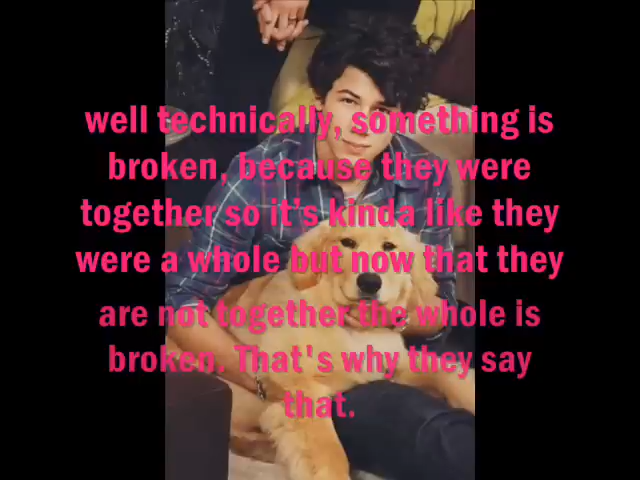 well technically, something is
broken, because they were
together so it's kinda like they
were a whole but now that they
are not together the whole is
broken. That's why they say
that.